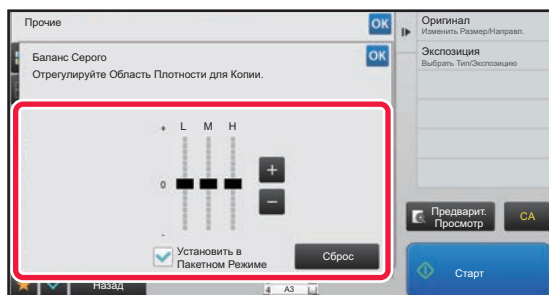 Прочие
OK
Баланс Серого
OK
Отрегулируйте Область Плотности для Копии.
+ L M H
0
-
+
−
Установить в
Пакетном Режиме
Сброс
Назад
4 A3
Оригинал
Изменить Размер/Направл.
Экспозиция
Выбрать Тип/Экспозицию
Предварит.
Просмотр
CA
Старт